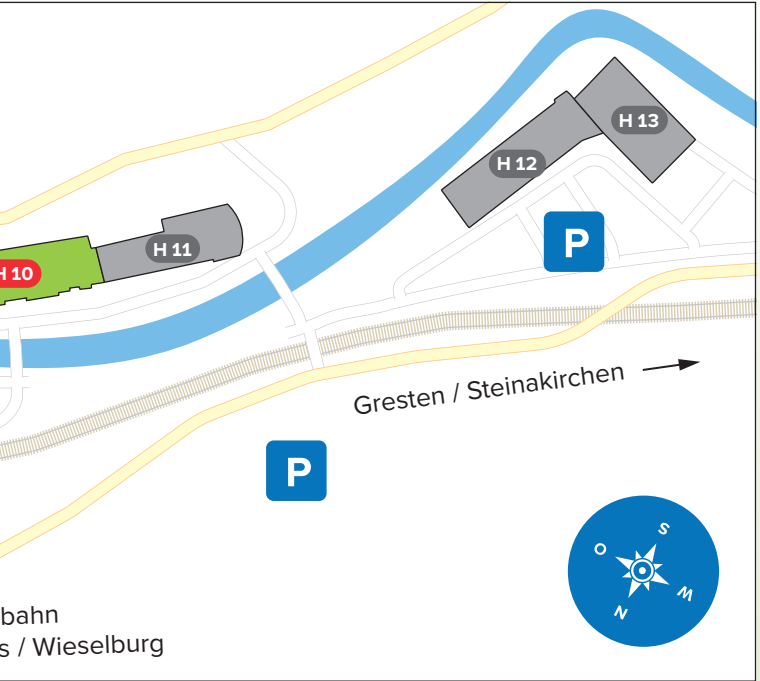 H 13
H 12
P
H 11
H 10
Gresten / Steinakirchen
P
S
O
W
N
bahn
s / Wieselburg